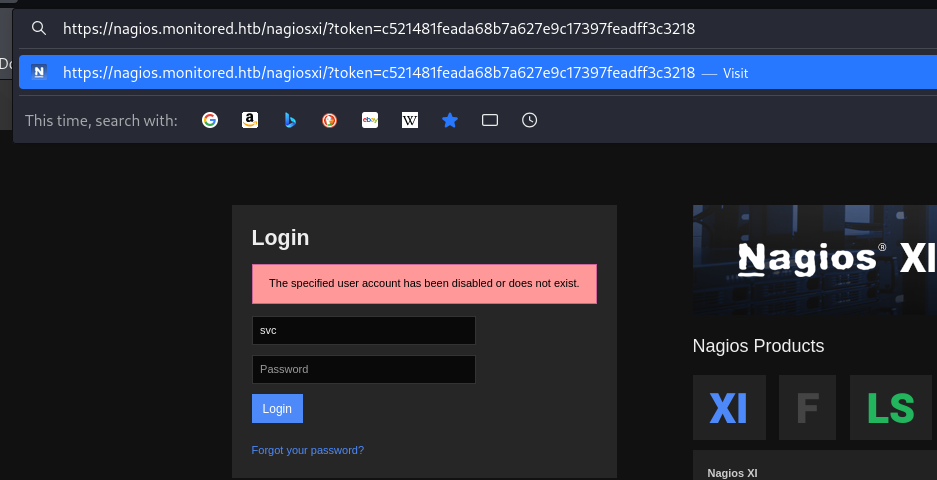 https://nagios.monitored.htb/nagiosxi/?token=c521481feada68b7a627e9c17397feadff3c3218
https://nagios.monitored.htb/nagiosxi/?token=c521481feada68b7a627e9c17397feadff3c3218 — Visit
This time, search with:
Login
The specified user account has been disabled or does not exist.
svc
Password
Login
Forgot your password?
Nagios® XI
Nagios Products
XI F LS
Nagios XI